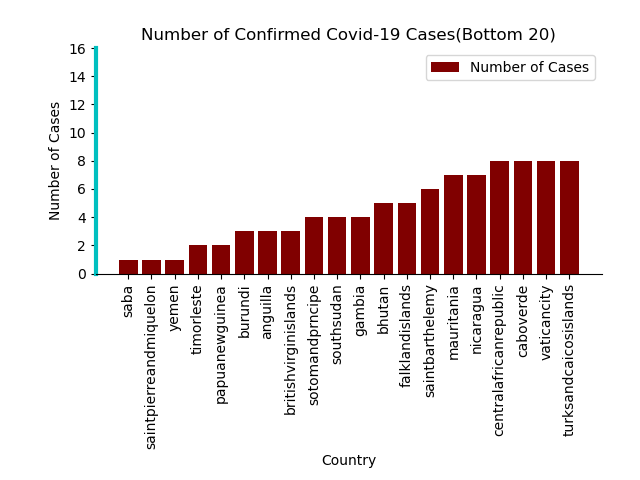 Number of Confirmed Covid-19 Cases(Bottom 20)
16
14
12
10
8
6
4
2
0
Number of Cases
Number of Cases
saba
saintpierreandmiquelon
yemen
timorleste
papuanewguinea
burundi
anguilla
britishvirginislands
sotomandprncipe
southsudan
gambia
bhutan
falklandislands
saintbarthelemy
mauritania
nicaragua
centralafricanrepublic
caboverde
vaticancity
turksandcaicosislands
Country